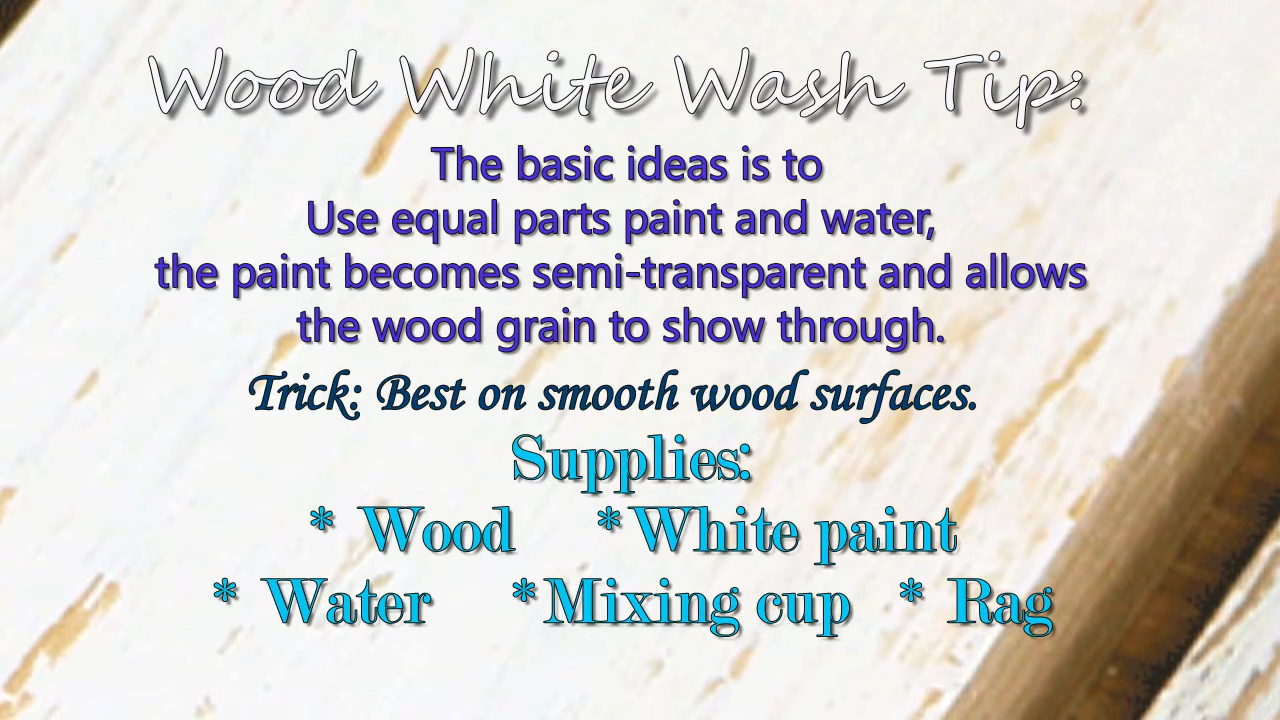 Wood White Wash Tip:
The basic ideas is to
Use equal parts paint and water,
the paint becomes semi-transparent and allows
the wood grain to show through.
Trick: Best on smooth wood surfaces.
Supplies:
* Wood * White paint
* Water * Mixing cup * Rag